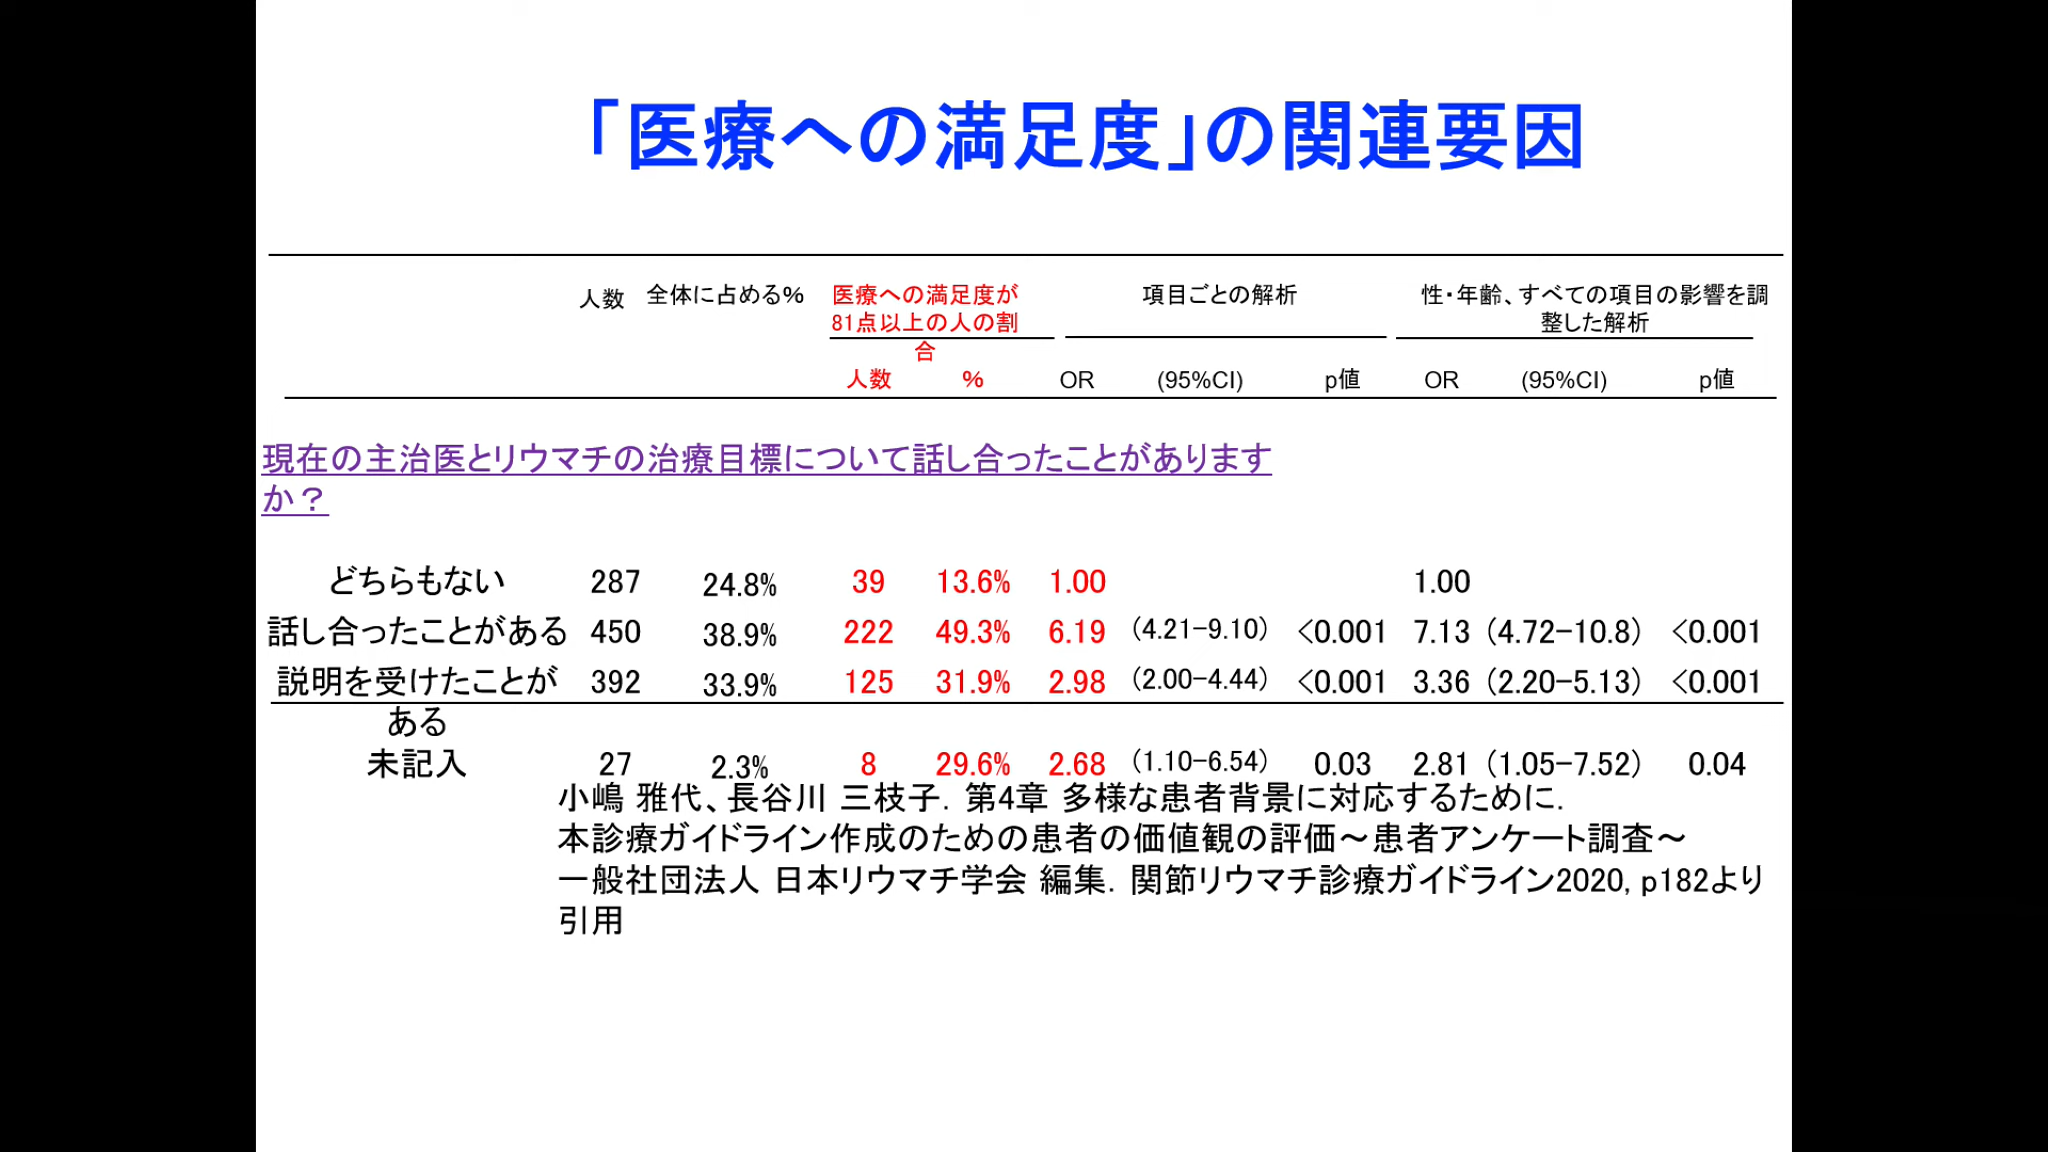 「医療への満足度」の関連要因
人数 全体に占める% 医療への満足度が 項目ごとの解析 性・年齢、すべての項目の影響を調
81点以上の人の割 整した解析
合
人数 % OR (95%CI) p値 OR (95%CI) p値
現在の主治医とリウマチの治療目標について話し合ったことがあります
か？
どちらもない 287 24.8% 39 13.6% 1.00 1.00
話し合ったことがある 450 38.9% 222 49.3% 6.19 (4.21-9.10) <0.001 7.13 (4.72-10.8) <0.001
説明を受けたことが 392 33.9% 125 31.9% 2.98 (2.00-4.44) <0.001 3.36 (2.20-5.13) <0.001
ある
未記入 27 2.3% 8 29.6% 2.68 (1.10-6.54) 0.03 2.81 (1.05-7.52) 0.04
小嶋 雅代、長谷川 三枝子. 第4章 多様な患者背景に対応するために.
本診療ガイドライン作成のための患者の価値観の評価～患者アンケート調査～
一般社団法人 日本リウマチ学会 編集. 関節リウマチ診療ガイドライン2020, p182より
引用